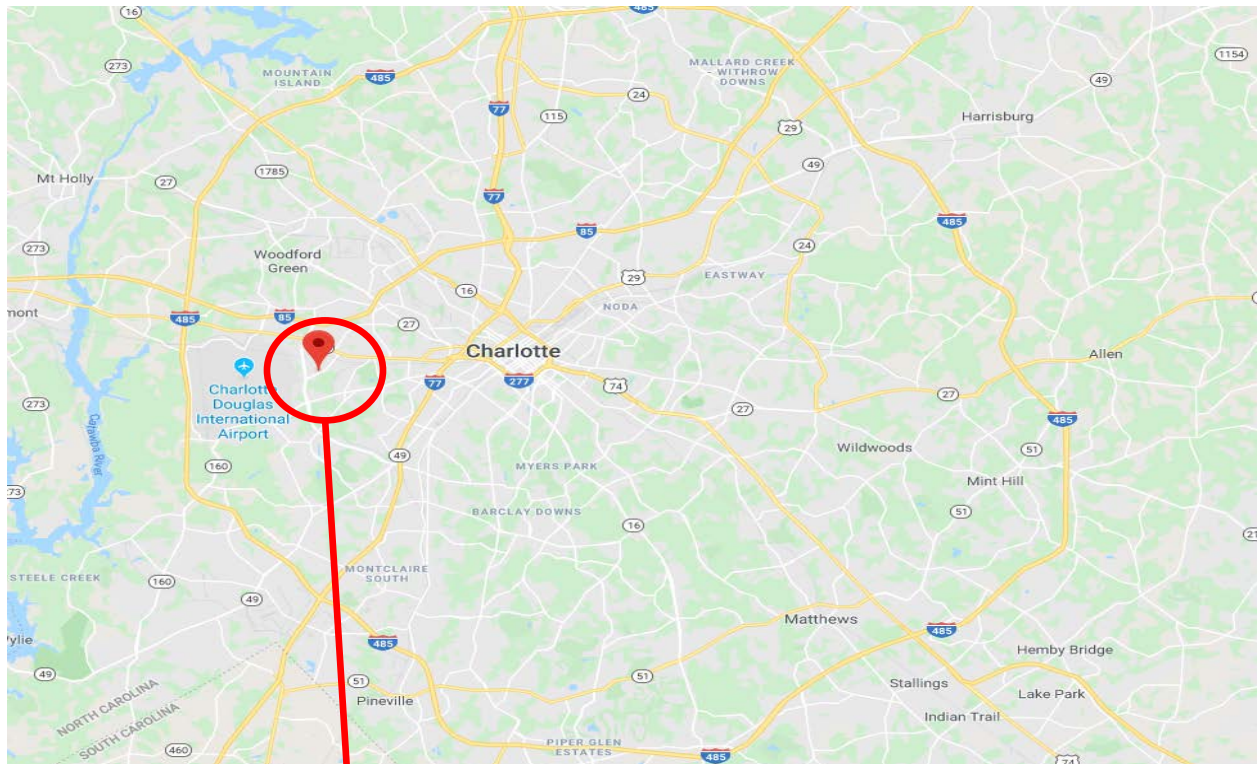 16
485
1154
273
MOUNTAIN
ISLAND
485
MALLARD CREEK
- WITHROW
DOWNS
49
77
24
115
Harrisburg
29
49
Mt Holly
27
1785
77
485
85
273
Woodford
Green
24
29
EASTWAY
16
NODA
mont
485
85
27
Charlotte
Allen
Charlotte
Douglas
International
Airport
77
277
74
273
27
27
485
Catawba River
49
Wildwoods
51
160
MYERS PARK
Mint Hill
73
BARCLAY DOWNS
51
16
21
STEELE CREEK
160
MONTCLAIRE
SOUTH
49
Matthews
485
Wylie
485
Hemby Bridge
49
51
51
Stallings
Lake Park
Pineville
NORTH CAROLINA
SOUTH CAROLINA
Indian Trail
460
PIPER GLEN
ESTATES
485
74